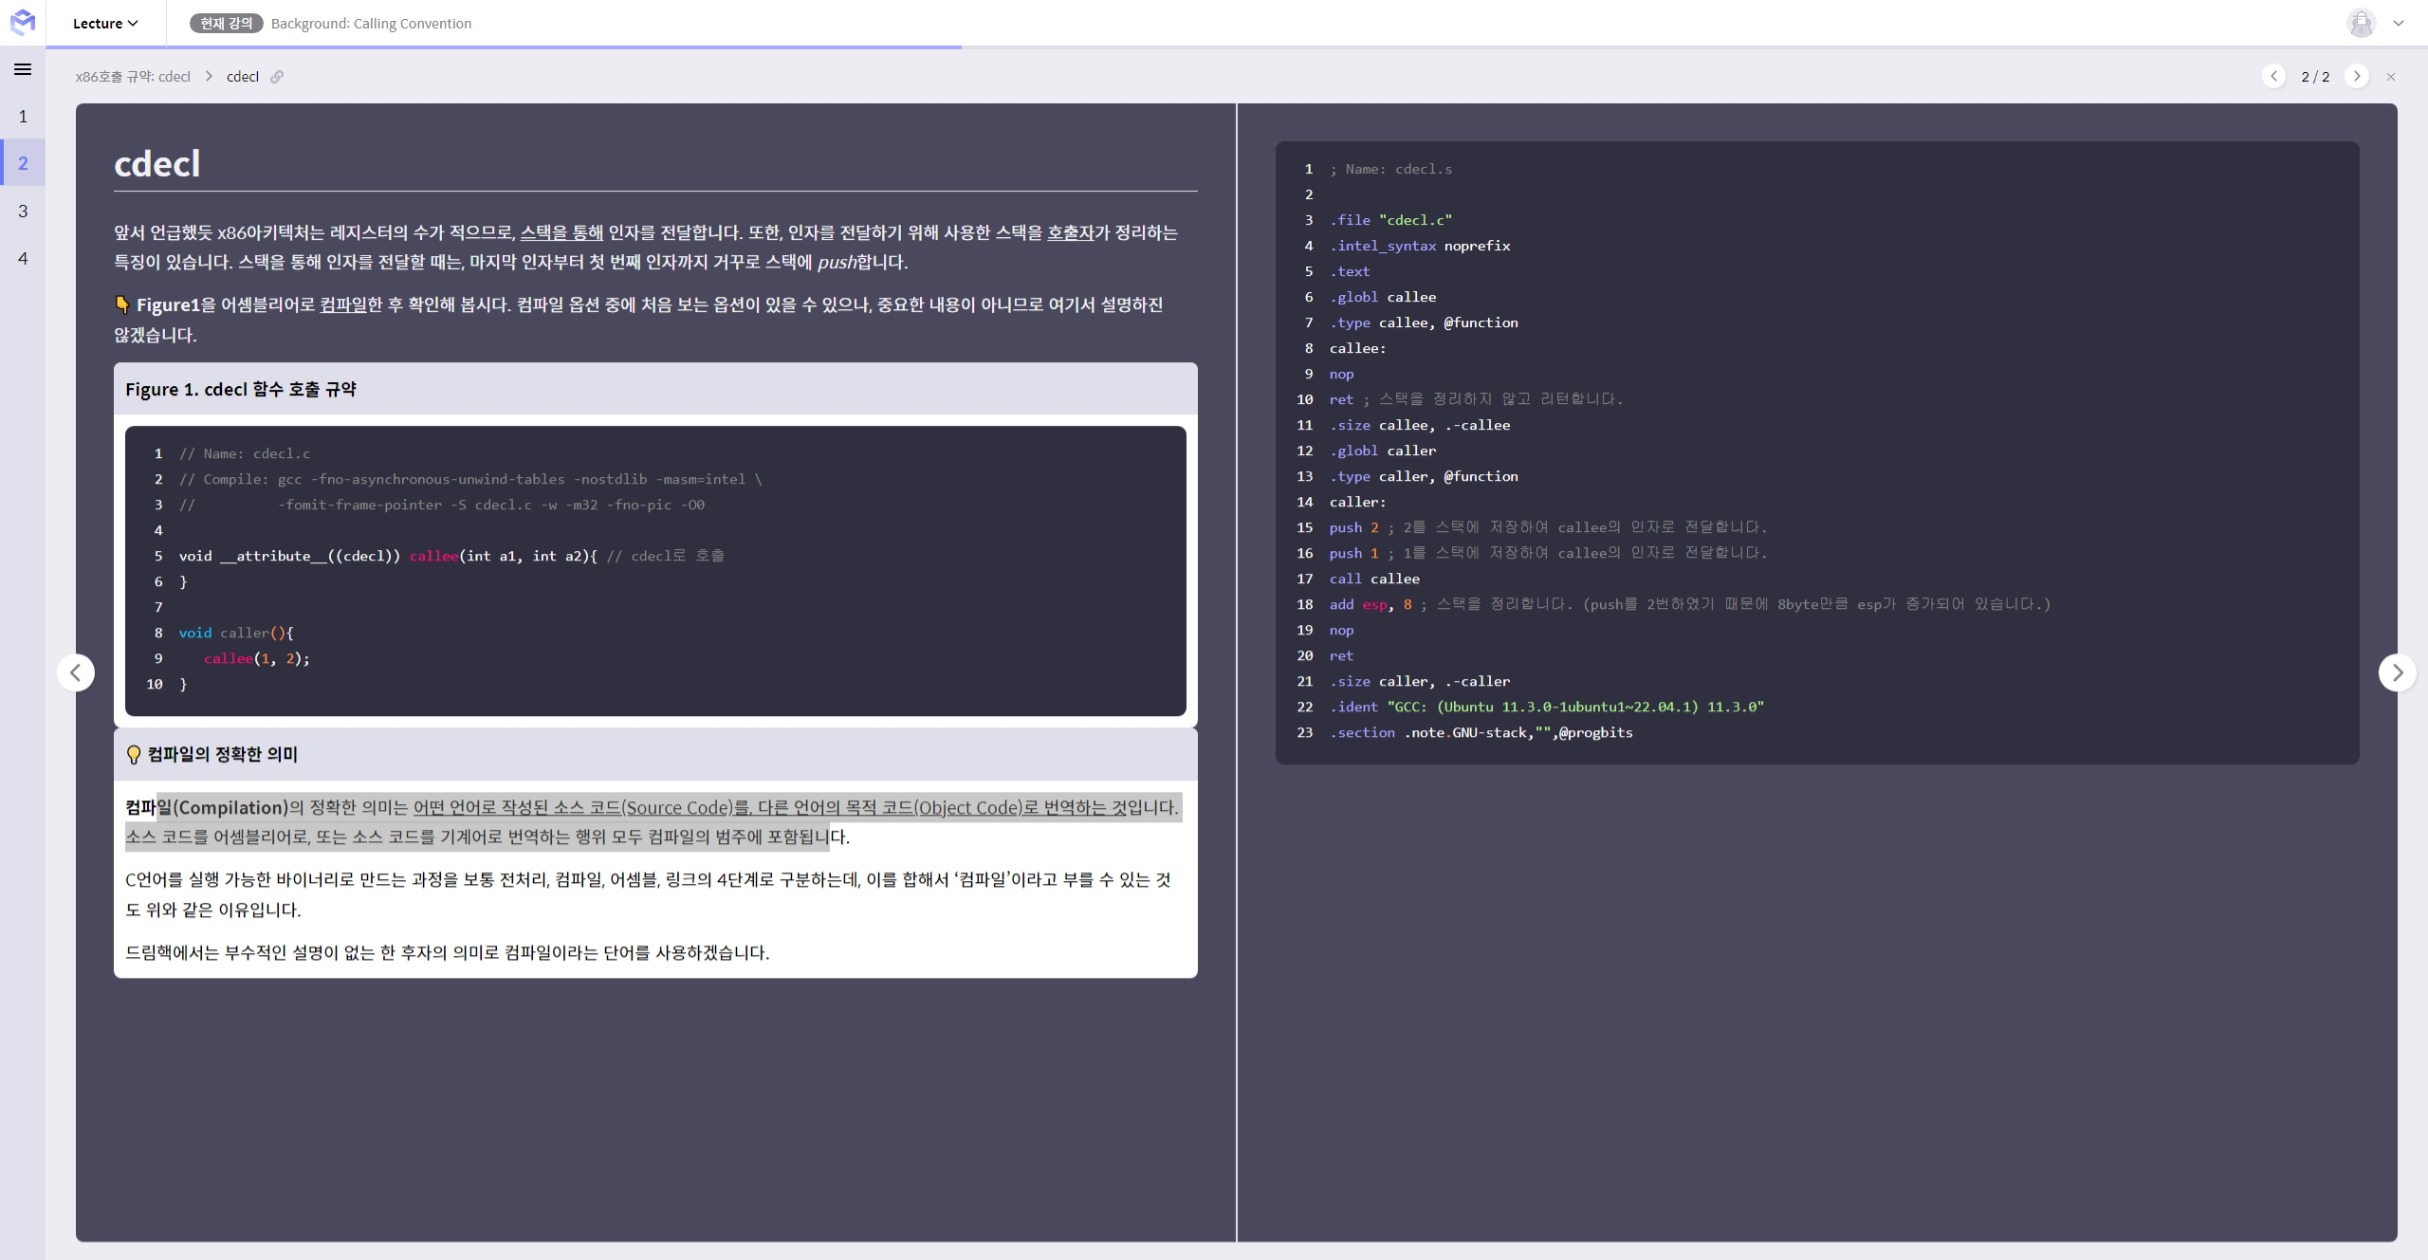 Lecture
현재 강의 Background: Calling Convention
x86호출 규약: cdecl > cdecl
2 / 2
1
2
3
4
cdecl
앞서 언급했듯 x86아키텍처는 레지스터의 수가 적으므로, 스택을 통해 인자를 전달합니다. 또한, 인자를 전달하기 위해 사용한 스택을 호출자가 정리하는
특징이 있습니다. 스택을 통해 인자를 전달할 때는, 마지막 인자부터 첫 번째 인자까지 거꾸로 스택에 push합니다.
👇 Figure1을 어셈블리어로 컴파일한 후 확인해 봅시다. 컴파일 옵션 중에 처음 보는 옵션이 있을 수 있으나, 중요한 내용이 아니므로 여기서 설명하진
않겠습니다.
Figure 1. cdecl 함수 호출 규약
1 // Name: cdecl.c
2 // Compile: gcc -fno-asynchronous-unwind-tables -nostdlib -masm=intel \
3 //          -fomit-frame-pointer -S cdecl.c -w -m32 -fno-pic -O0
4
5 void __attribute__((cdecl)) callee(int a1, int a2){ // cdecl로 호출
6 }
7
8 void caller(){
9    callee(1, 2);
10 }
💡 컴파일의 정확한 의미
컴파일(Compilation)의 정확한 의미는 어떤 언어로 작성된 소스 코드(Source Code)를, 다른 언어의 목적 코드(Object Code)로 번역하는 것입니다.
소스 코드를 어셈블리어로, 또는 소스 코드를 기계어로 번역하는 행위 모두 컴파일의 범주에 포함됩니다.
C언어를 실행 가능한 바이너리로 만드는 과정을 보통 전처리, 컴파일, 어셈블, 링크의 4단계로 구분하는데, 이를 합해서 ‘컴파일’이라고 부를 수 있는 것
도 위와 같은 이유입니다.
드림핵에서는 부수적인 설명이 없는 한 후자의 의미로 컴파일이라는 단어를 사용하겠습니다.
1 ; Name: cdecl.s
2
3 .file "cdecl.c"
4 .intel_syntax noprefix
5 .text
6 .globl callee
7 .type callee, @function
8 callee:
9 nop
10 ret ; 스택을 정리하지 않고 리턴합니다.
11 .size callee, .-callee
12 .globl caller
13 .type caller, @function
14 caller:
15 push 2 ; 2를 스택에 저장하여 callee의 인자로 전달합니다.
16 push 1 ; 1를 스택에 저장하여 callee의 인자로 전달합니다.
17 call callee
18 add esp, 8 ; 스택을 정리합니다. (push를 2번하였기 때문에 8byte만큼 esp가 증가되어 있습니다.)
19 nop
20 ret
21 .size caller, .-caller
22 .ident "GCC: (Ubuntu 11.3.0-1ubuntu1~22.04.1) 11.3.0"
23 .section .note.GNU-stack,"",@progbits